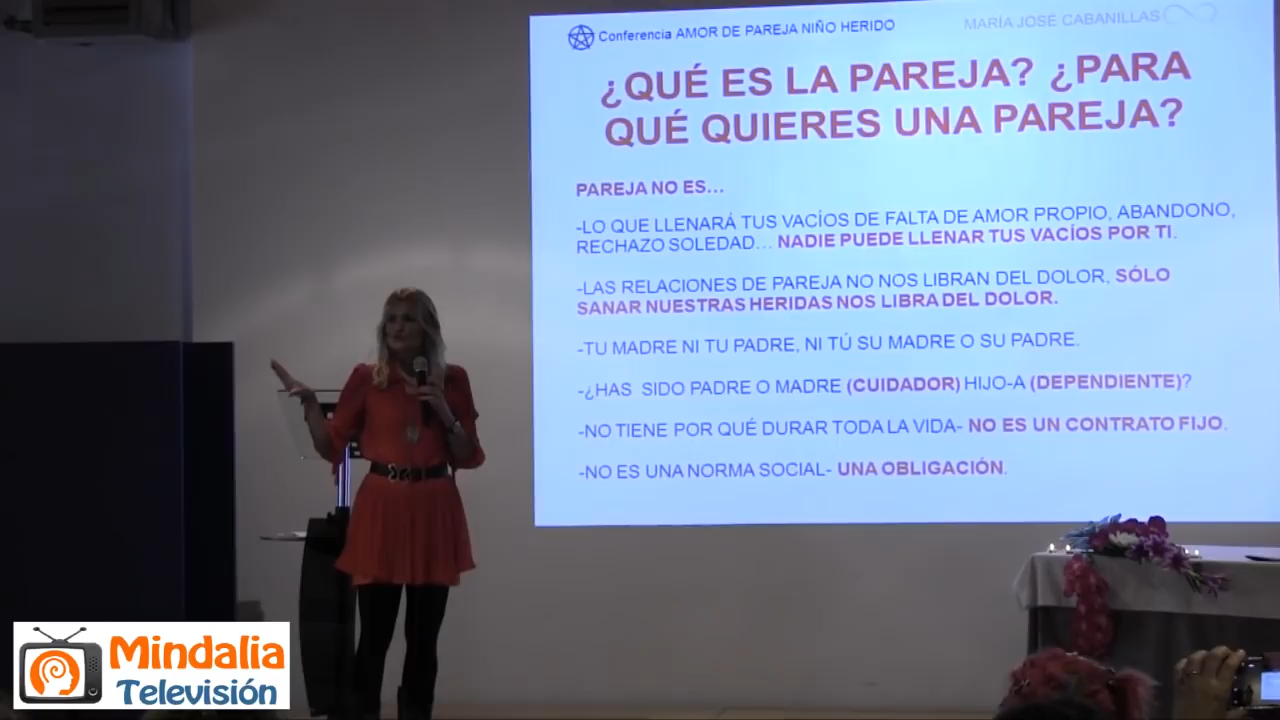 Conferencia AMOR DE PAREJA NIÑO HERIDO
MARÍA JOSÉ CABANILLAS
¿QUÉ ES LA PAREJA? ¿PARA
QUÉ QUIERES UNA PAREJA?
PAREJA NO ES...
-LO QUE LLENARÁ TUS VACÍOS DE FALTA DE AMOR PROPIO, ABANDONO,
RECHAZO SOLEDAD... NADIE PUEDE LLENAR TUS VACÍOS POR TI.
-LAS RELACIONES DE PAREJA NO NOS LIBRAN DEL DOLOR, SÓLO
SANAR NUESTRAS HERIDAS NOS LIBRA DEL DOLOR.
-TU MADRE NI TU PADRE, NI TÚ SU MADRE O SU PADRE.
-¿HAS SIDO PADRE O MADRE (CUIDADOR) HIJO-A (DEPENDIENTE)?
-NO TIENE POR QUÉ DURAR TODA LA VIDA- NO ES UN CONTRATO FIJO.
-NO ES UNA NORMA SOCIAL- UNA OBLIGACIÓN.
Mindalia
Televisión